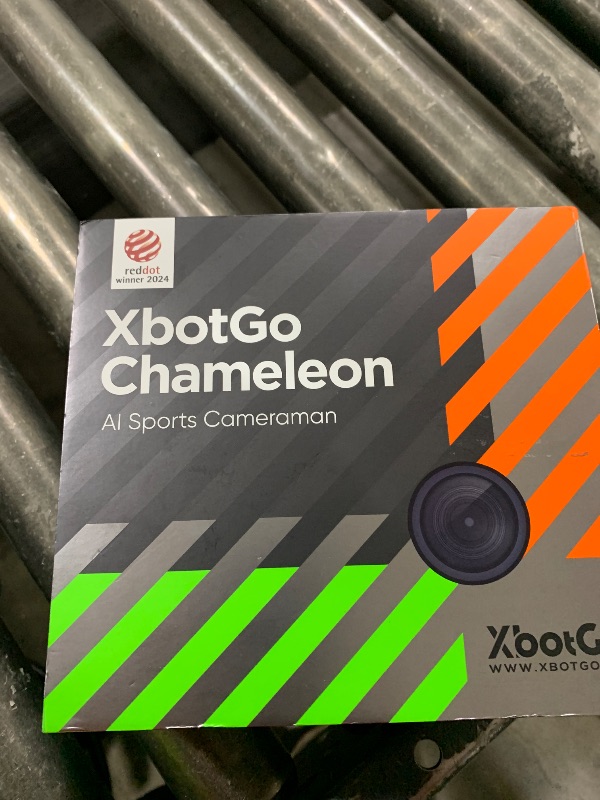 reddot
winner 2024
XbotGo
Chameleon
AI Sports Cameraman
XbotG
WWW.XBOTGO